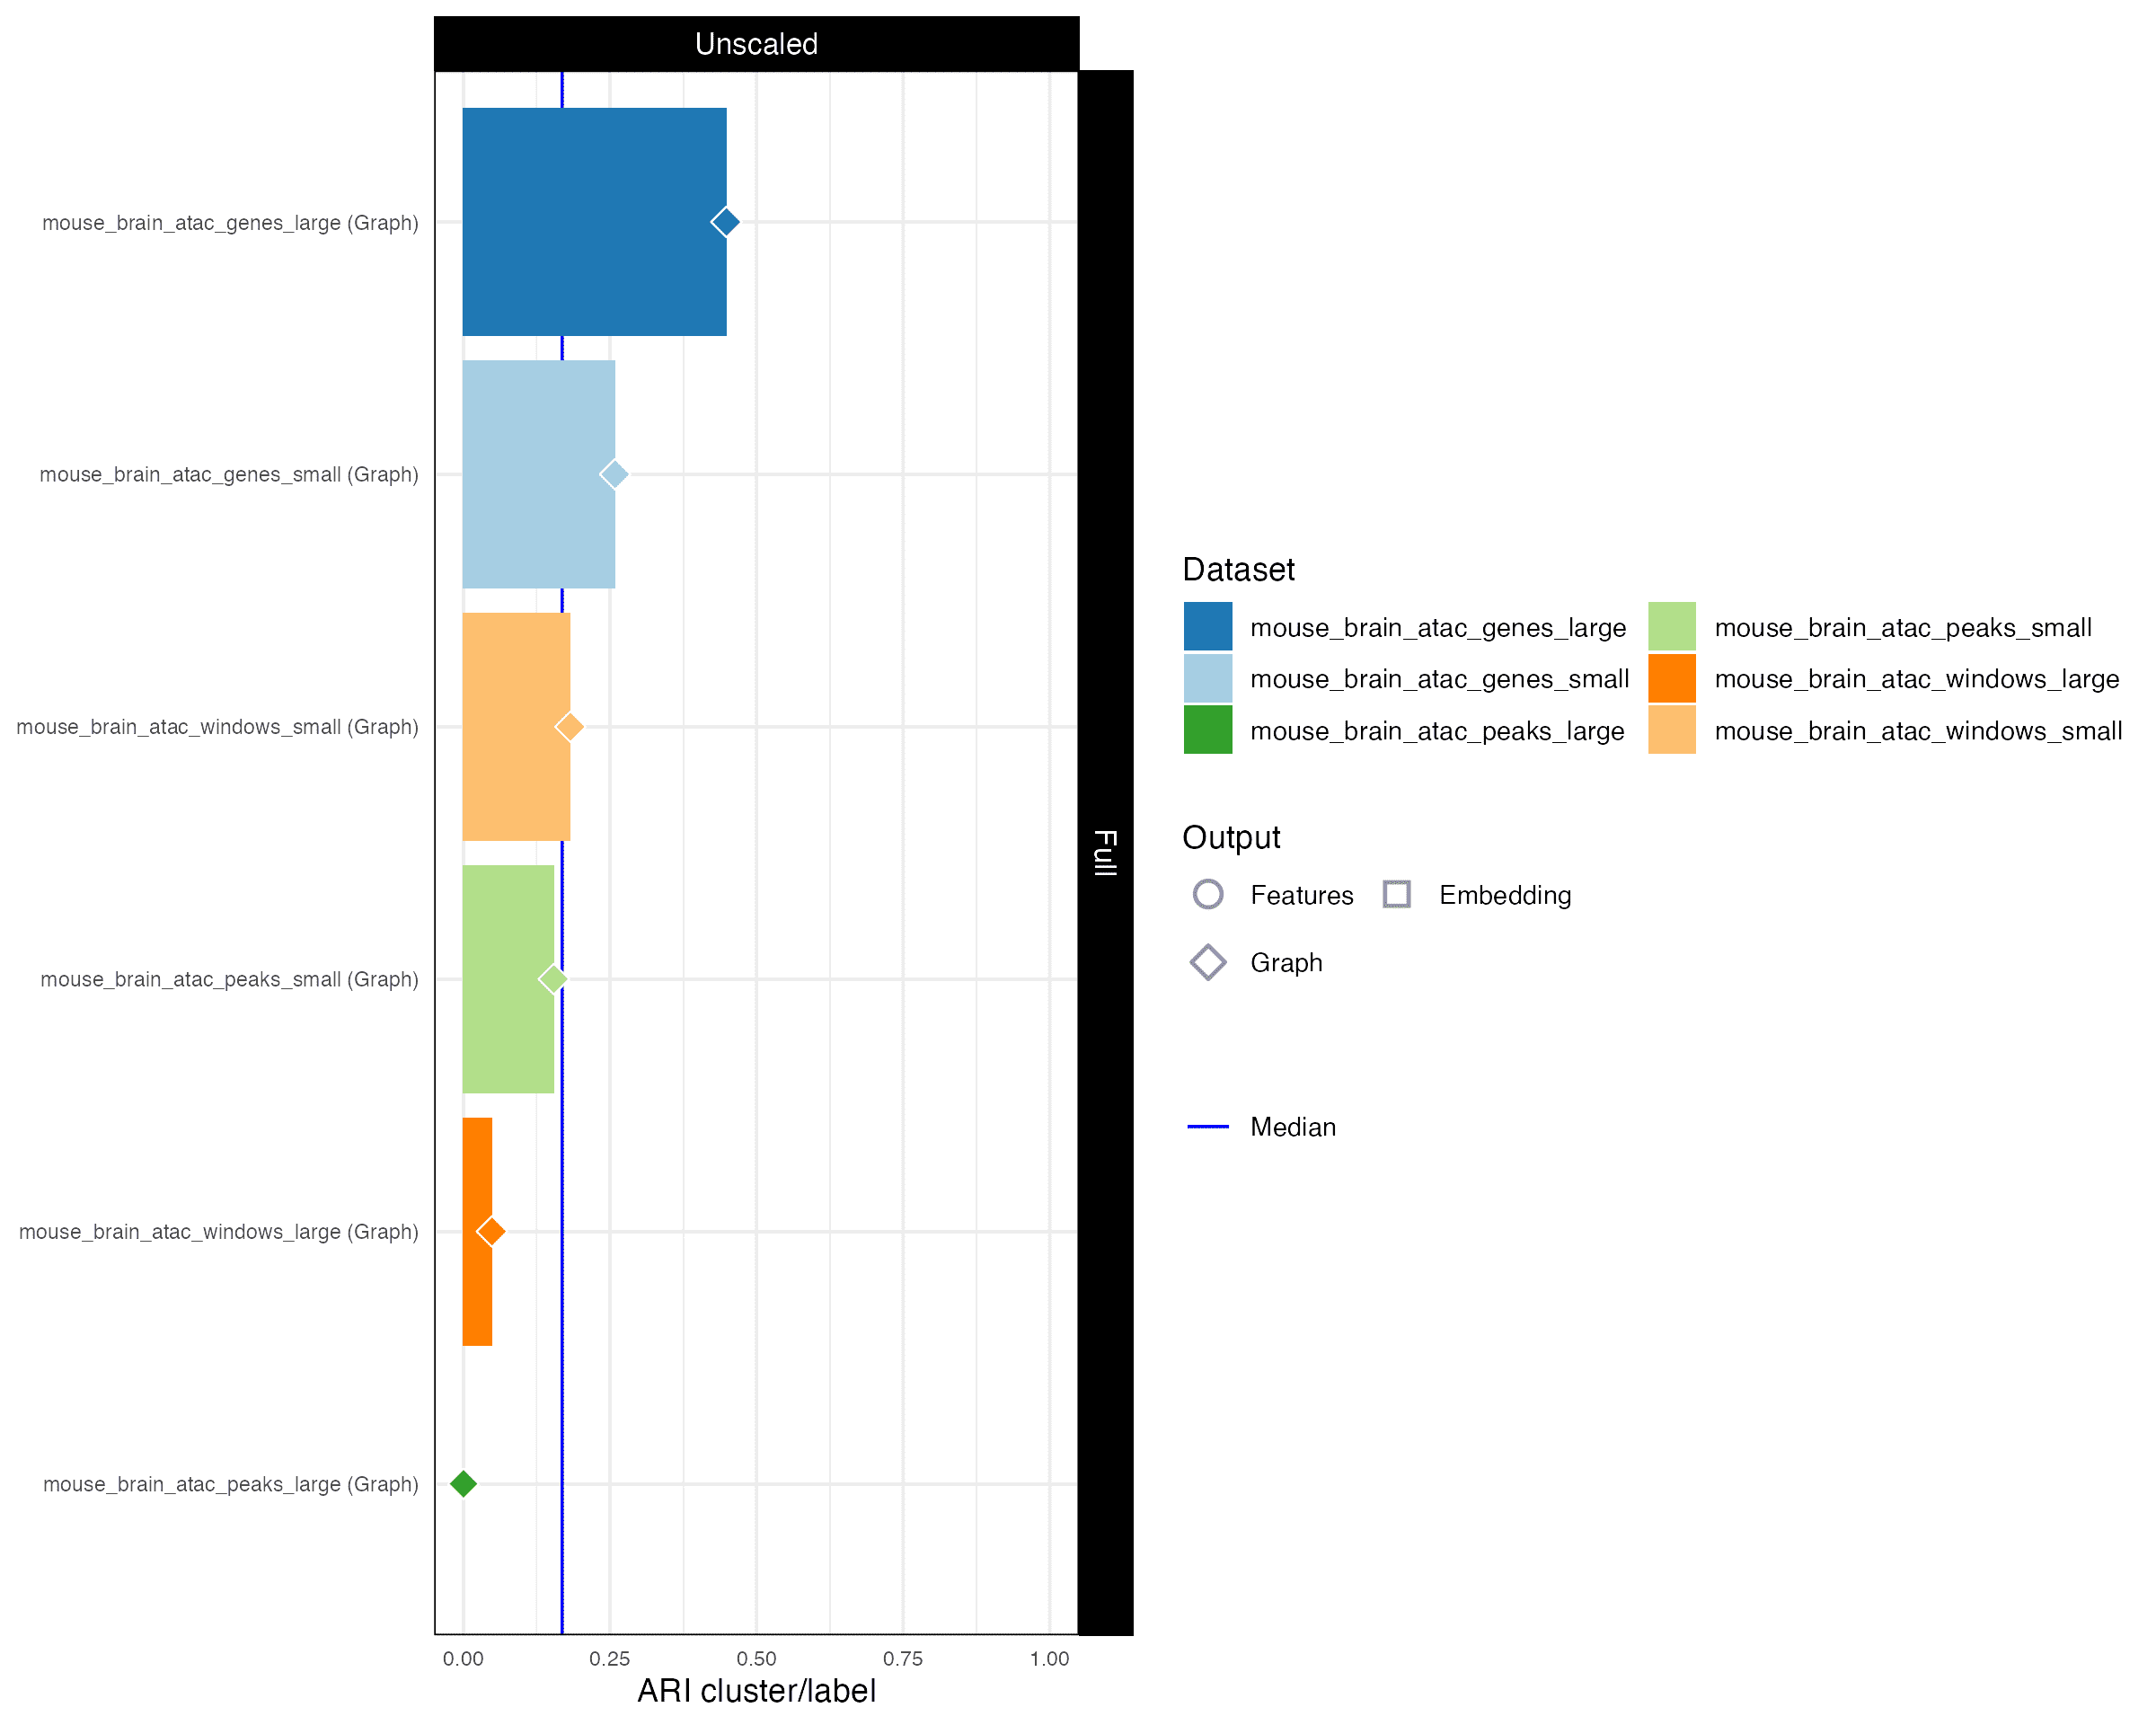 Unscaled
mouse_brain_atac_genes_large (Graph)
mouse_brain_atac_genes_small (Graph)
mouse_brain_atac_windows_small (Graph)
mouse_brain_atac_peaks_small (Graph)
mouse_brain_atac_windows_large (Graph)
mouse_brain_atac_peaks_large (Graph)
0.00 0.25 0.50 0.75 1.00
ARI cluster/label
Full
Dataset
mouse_brain_atac_genes_large mouse_brain_atac_peaks_small
mouse_brain_atac_genes_small mouse_brain_atac_windows_large
mouse_brain_atac_peaks_large mouse_brain_atac_windows_small
Output
Features Embedding
Graph
Median